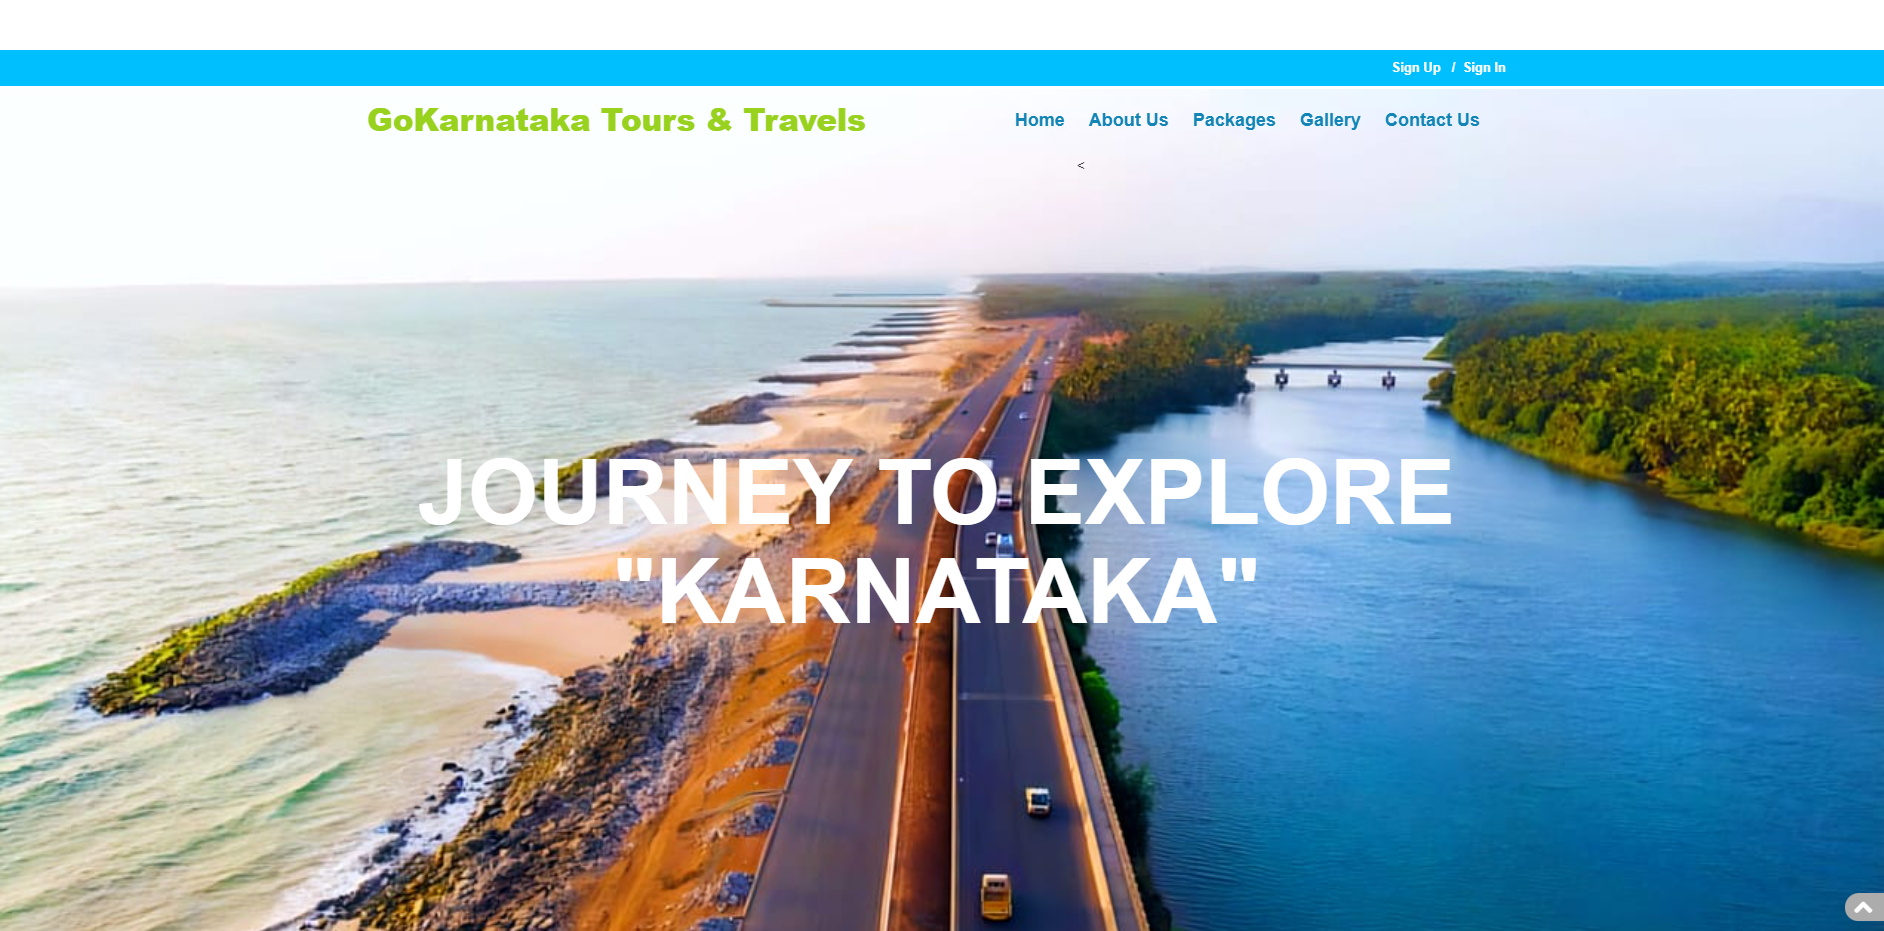 Sign Up / Sign In
GoKarnataka Tours & Travels
Home About Us Packages Gallery Contact Us
<
JOURNEY TO EXPLORE
"KARNATAKA"